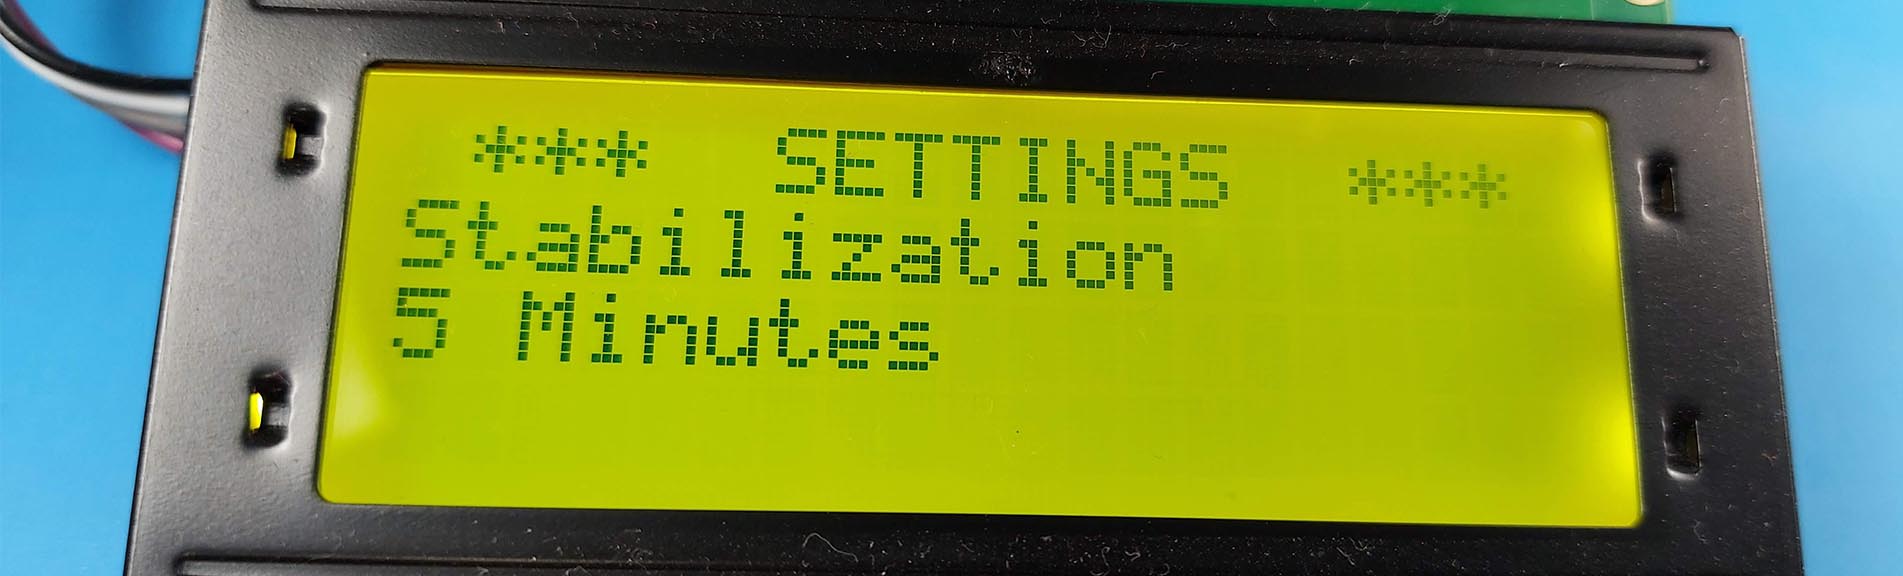 *** SETTINGS ***
Stabilization
5 Minutes